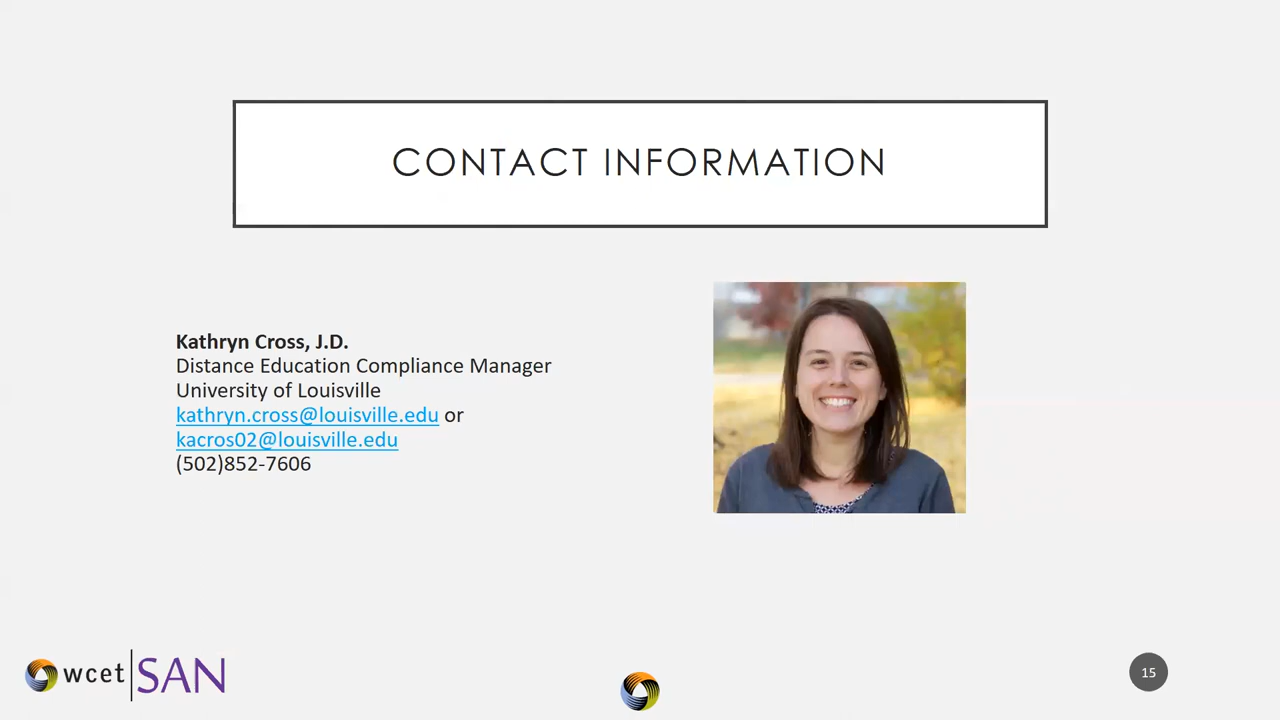 CONTACT INFORMATION
Kathryn Cross, J.D.
Distance Education Compliance Manager
University of Louisville
kathryn.cross@louisville.edu or
kacros02@louisville.edu
(502)852-7606
wcet SAN
15